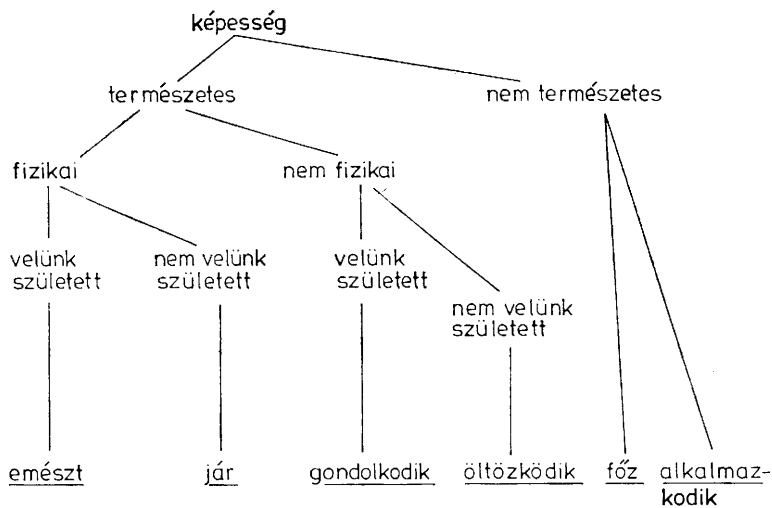 képesség
természetes
nem természetes
fizikai
nem fizikai
velünk
született
nem velünk
született
velünk
született
nem velünk
született
emészt
jár
gondolkodik
öltözködik
főz
alkalmaz-
kodik